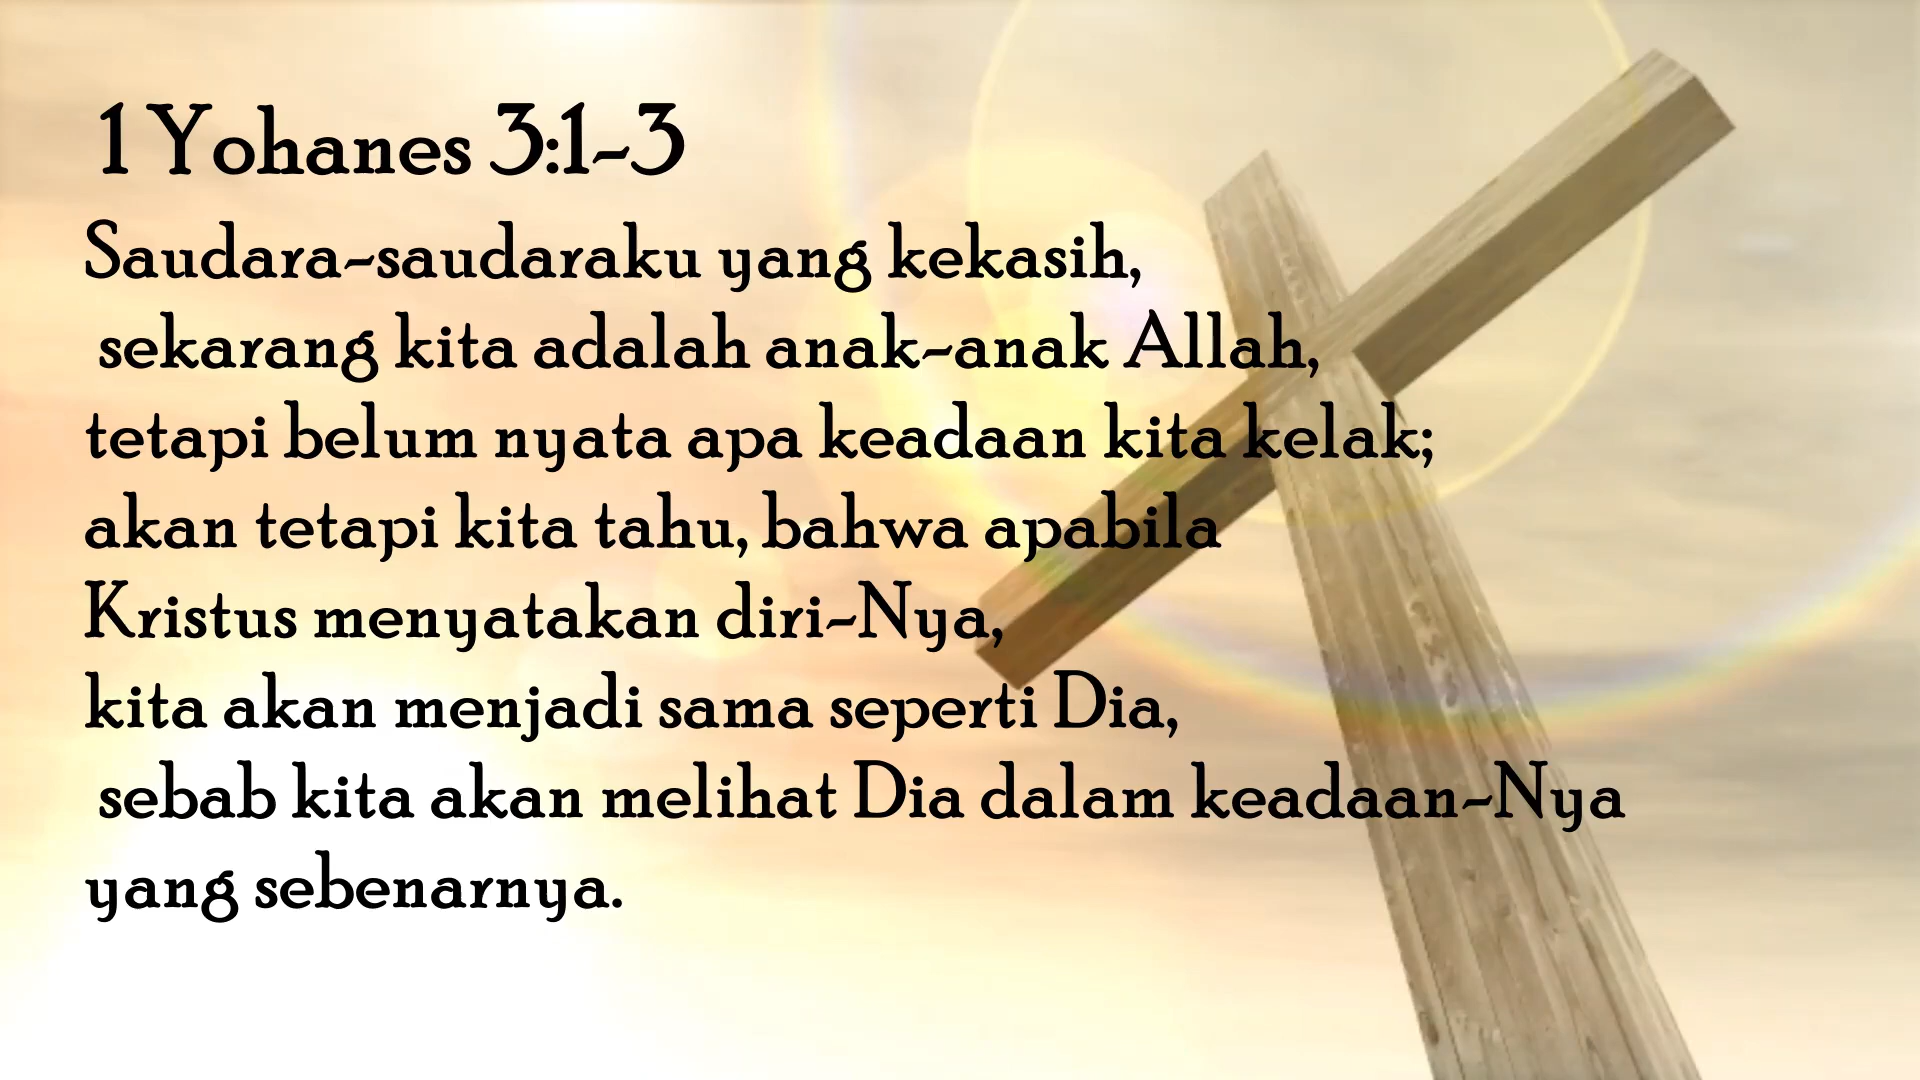 1 Yohanes 3:1-3
Saudara-saudaraku yang kekasih,
sekarang kita adalah anak-anak Allah,
tetapi belum nyata apa keadaan kita kelak;
akan tetapi kita tahu, bahwa apabila
Kristus menyatakan diri-Nya,
kita akan menjadi sama seperti Dia,
sebab kita akan melihat Dia dalam keadaan-Nya
yang sebenarnya.